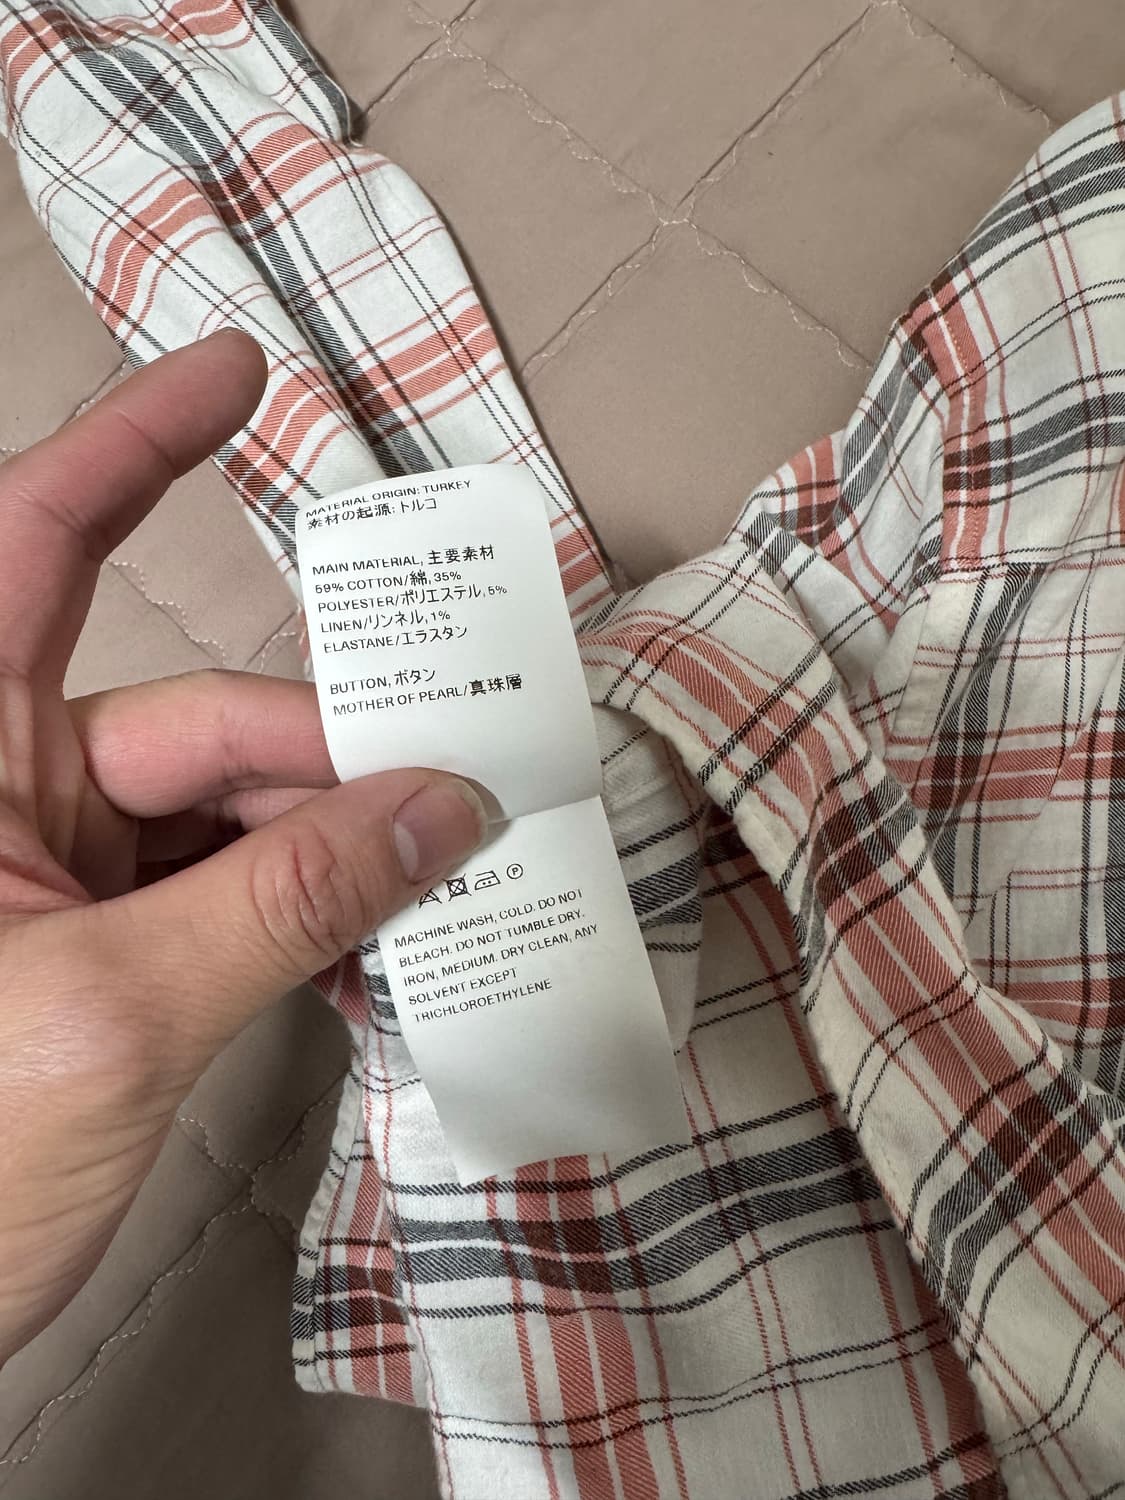 MATERIAL ORIGIN: TURKEY
素材の起源: トルコ
MAIN MATERIAL, 主要素材
59% COTTON/綿, 35%
POLYESTER/ポリエステル, 5%
LINEN/リンネル, 1%
ELASTANE/エラスタン
BUTTON, ボタン
MOTHER OF PEARL/真珠層
P
MACHINE WASH, COLD. DO NOT
BLEACH. DO NOT TUMBLE DRY.
IRON, MEDIUM. DRY CLEAN, ANY
SOLVENT EXCEPT
TRICHLOROETHYLENE